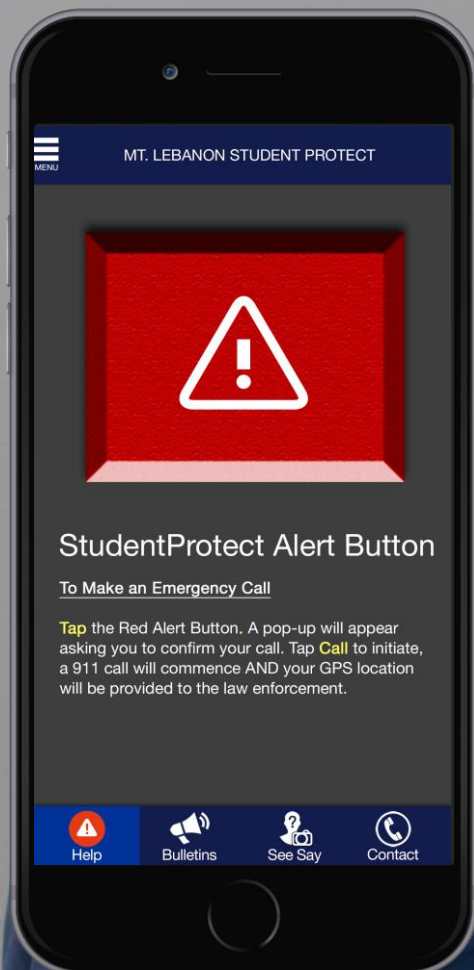 MENU
MT. LEBANON STUDENT PROTECT
StudentProtect Alert Button
To Make an Emergency Call
Tap the Red Alert Button. A pop-up will appear
asking you to confirm your call. Tap Call to initiate,
a 911 call will commence AND your GPS location
will be provided to the law enforcement.
Help
Bulletins
See Say
Contact